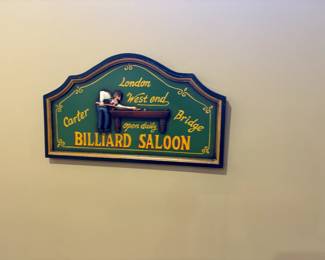 London
West end
Carter Bridge
open daily
BILLIARD SALOON